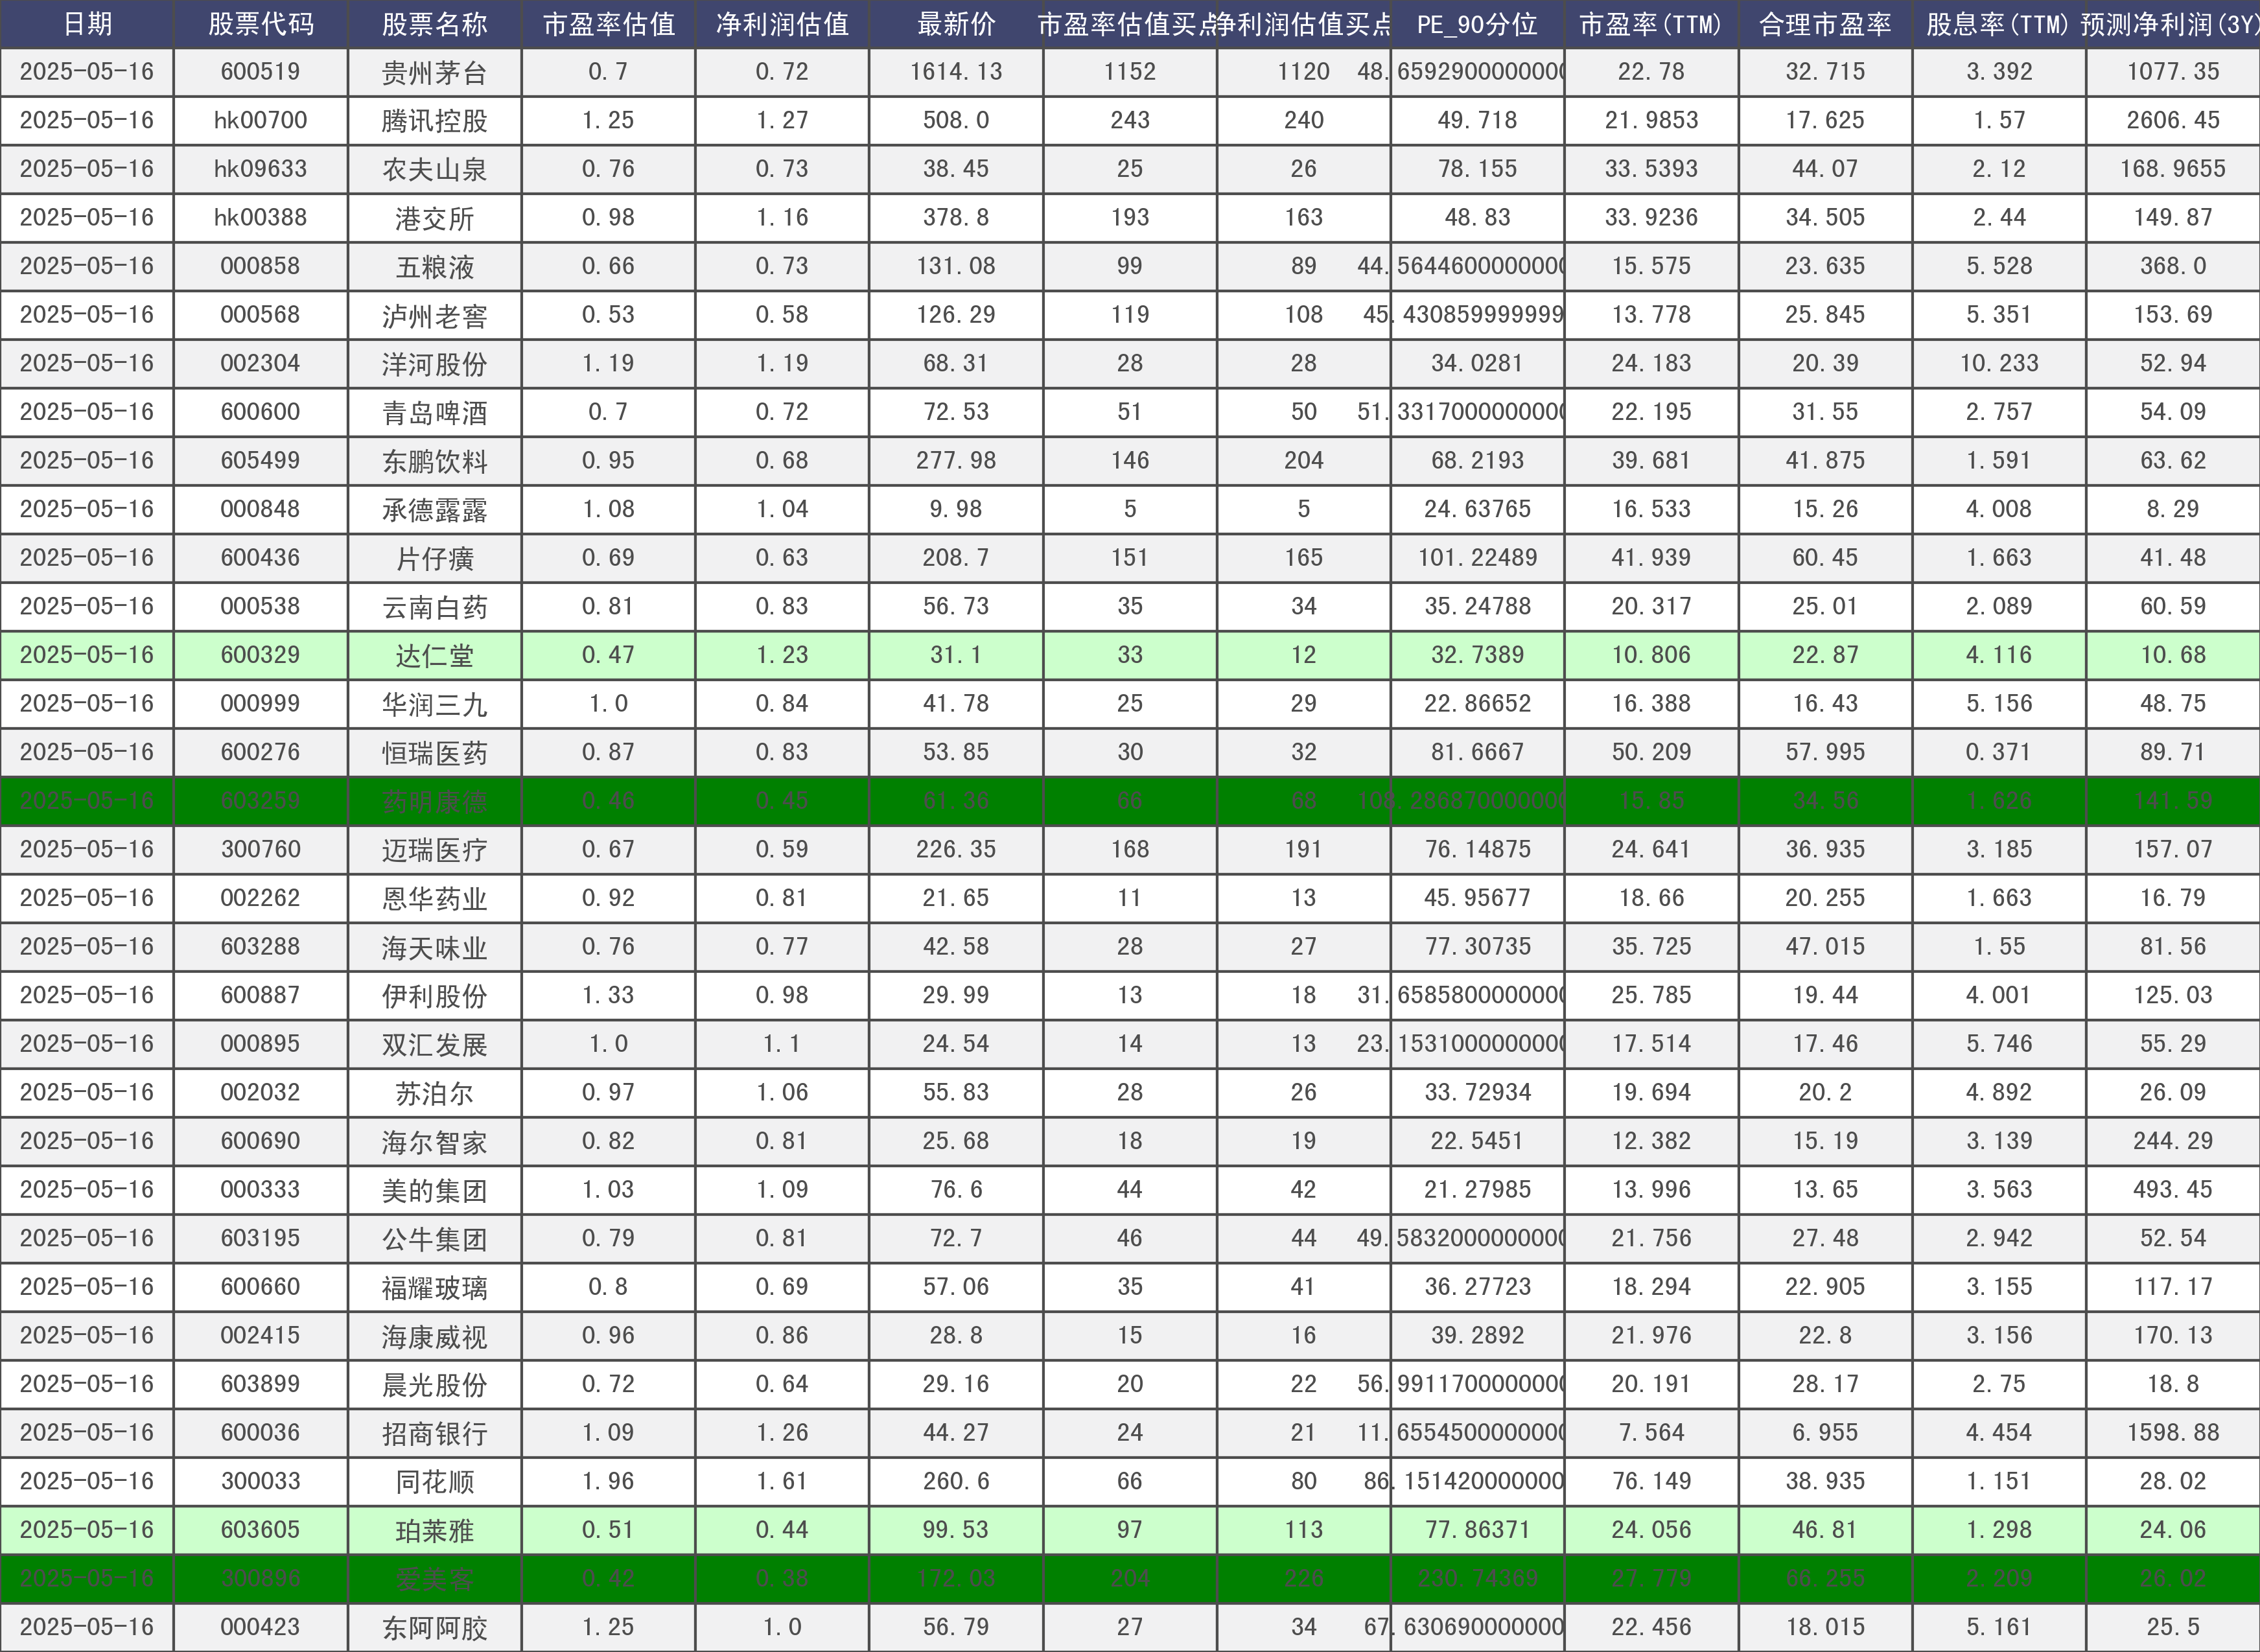 日期 股票代码 股票名称 市盈率估值 净利润估值 最新价 市盈率估值买点 净利润估值买点 PE_90分位 市盈率(TTM) 合理市盈率 股息率(TTM) 预测净利润(3Y)
2025-05-16 600519 贵州茅台 0.7 0.72 1614.13 1152 1120 48.6592900000000 22.78 32.715 3.392 1077.35
2025-05-16 hk00700 腾讯控股 1.25 1.27 508.0 243 240 49.718 21.9853 17.625 1.57 2606.45
2025-05-16 hk09633 农夫山泉 0.76 0.73 38.45 25 26 78.155 33.5393 44.07 2.12 168.9655
2025-05-16 hk00388 港交所 0.98 1.16 378.8 193 163 48.83 33.9236 34.505 2.44 149.87
2025-05-16 000858 五粮液 0.66 0.73 131.08 99 89 44.5644600000000 15.575 23.635 5.528 368.0
2025-05-16 000568 泸州老窖 0.53 0.58 126.29 119 108 45.430859999999 13.778 25.845 5.351 153.69
2025-05-16 002304 洋河股份 1.19 1.19 68.31 28 28 34.0281 24.183 20.39 10.233 52.94
2025-05-16 600600 青岛啤酒 0.7 0.72 72.53 51 50 51.3317000000000 22.195 31.55 2.757 54.09
2025-05-16 605499 东鹏饮料 0.95 0.68 277.98 146 204 68.2193 39.681 41.875 1.591 63.62
2025-05-16 000848 承德露露 1.08 1.04 9.98 5 5 24.63765 16.533 15.26 4.008 8.29
2025-05-16 600436 片仔癀 0.69 0.63 208.7 151 165 101.22489 41.939 60.45 1.663 41.48
2025-05-16 000538 云南白药 0.81 0.83 56.73 35 34 35.24788 20.317 25.01 2.089 60.59
2025-05-16 600329 达仁堂 0.47 1.23 31.1 33 12 32.7389 10.806 22.87 4.116 10.68
2025-05-16 000999 华润三九 1.0 0.84 41.78 25 29 22.86652 16.388 16.43 5.156 48.75
2025-05-16 600276 恒瑞医药 0.87 0.83 53.85 30 32 81.6667 50.209 57.995 0.371 89.71
2025-05-16 603259 药明康德 0.46 0.45 61.36 66 68 108.286870000000 15.85 34.56 1.626 141.59
2025-05-16 300760 迈瑞医疗 0.67 0.59 226.35 168 191 76.14875 24.641 36.935 3.185 157.07
2025-05-16 002262 恩华药业 0.92 0.81 21.65 11 13 45.95677 18.66 20.255 1.663 16.79
2025-05-16 603288 海天味业 0.76 0.77 42.58 28 27 77.30735 35.725 47.015 1.55 81.56
2025-05-16 600887 伊利股份 1.33 0.98 29.99 13 18 31.6585800000000 25.785 19.44 4.001 125.03
2025-05-16 000895 双汇发展 1.0 1.1 24.54 14 13 23.1531000000000 17.514 17.46 5.746 55.29
2025-05-16 002032 苏泊尔 0.97 1.06 55.83 28 26 33.72934 19.694 20.2 4.892 26.09
2025-05-16 600690 海尔智家 0.82 0.81 25.68 18 19 22.5451 12.382 15.19 3.139 244.29
2025-05-16 000333 美的集团 1.03 1.09 76.6 44 42 21.27985 13.996 13.65 3.563 493.45
2025-05-16 603195 公牛集团 0.79 0.81 72.7 46 44 49.5832000000000 21.756 27.48 2.942 52.54
2025-05-16 600660 福耀玻璃 0.8 0.69 57.06 35 41 36.27723 18.294 22.905 3.155 117.17
2025-05-16 002415 海康威视 0.96 0.86 28.8 15 16 39.2892 21.976 22.8 3.156 170.13
2025-05-16 603899 晨光股份 0.72 0.64 29.16 20 22 56.9911700000000 20.191 28.17 2.75 18.8
2025-05-16 600036 招商银行 1.09 1.26 44.27 24 21 11.6554500000000 7.564 6.955 4.454 1598.88
2025-05-16 300033 同花顺 1.96 1.61 260.6 66 80 86.151420000000 76.149 38.935 1.151 28.02
2025-05-16 603605 珀莱雅 0.51 0.44 99.53 97 113 77.86371 24.056 46.81 1.298 24.06
2025-05-16 300896 爱美客 0.42 0.38 172.03 204 226 230.74369 27.779 66.255 2.209 26.02
2025-05-16 000423 东阿阿胶 1.25 1.0 56.79 27 34 67.630690000000 22.456 18.015 5.161 25.5